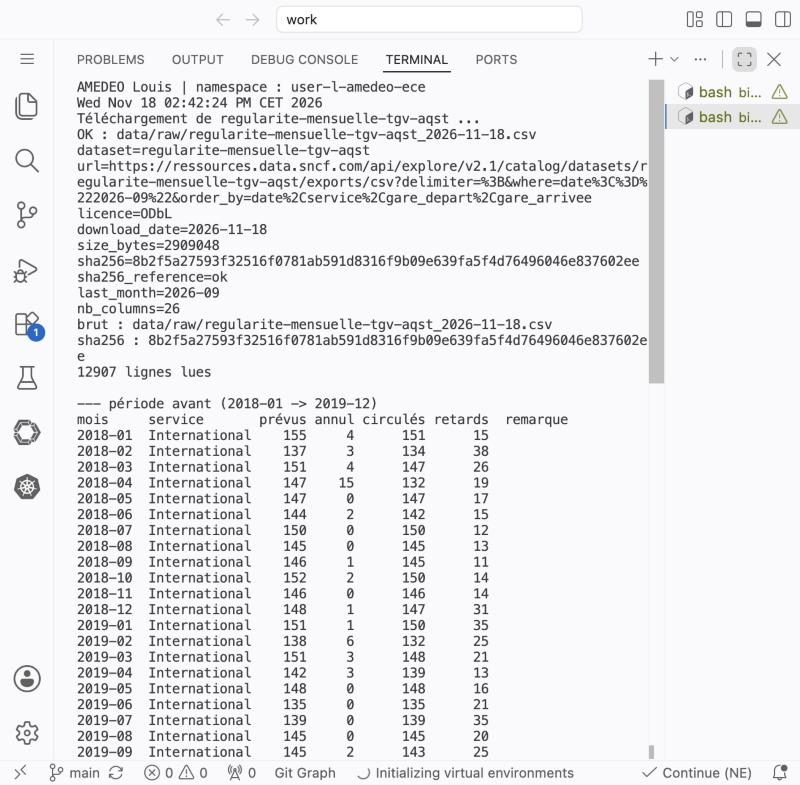 work
PROBLEMS OUTPUT DEBUG CONSOLE TERMINAL PORTS
AMEDEO Louis | namespace : user-l-amedeo-ece
Wed Nov 18 02:42:24 PM CET 2026
Téléchargement de regularite-mensuelle-tgv-aqst ...
OK : data/raw/regularite-mensuelle-tgv-aqst_2026-11-18.csv
dataset=regularite-mensuelle-tgv-aqst
url=https://ressources.data.sncf.com/api/explore/v2.1/catalog/datasets/r
egularite-mensuelle-tgv-aqst/exports/csv?delimiter=%3B&where=date%3C%3D%
222026-09%22&order_by=date%2Cservice%2Cgare_depart%2Cgare_arrivee
licence=ODbL
download_date=2026-11-18
size_bytes=2909048
sha256=8b2f5a27593f32516f0781ab591d8316f9b09e639fa5f4d76496046e837602ee
sha256_reference=ok
last_month=2026-09
nb_columns=26
brut : data/raw/regularite-mensuelle-tgv-aqst_2026-11-18.csv
sha256 : 8b2f5a27593f32516f0781ab591d8316f9b09e639fa5f4d76496046e837602e
e
12907 lignes lues
--- période avant (2018-01 -> 2019-12)
mois service prévus annul circulés retards remarque
2018-01 International 155 4 151 15
2018-02 International 137 3 134 38
2018-03 International 151 4 147 26
2018-04 International 147 15 132 19
2018-05 International 147 0 147 17
2018-06 International 144 2 142 15
2018-07 International 150 0 150 12
2018-08 International 145 0 145 13
2018-09 International 146 1 145 11
2018-10 International 152 2 150 14
2018-11 International 146 0 146 14
2018-12 International 148 1 147 31
2019-01 International 151 1 150 35
2019-02 International 138 6 132 25
2019-03 International 151 3 148 21
2019-04 International 142 3 139 13
2019-05 International 148 0 148 16
2019-06 International 135 0 135 21
2019-07 International 139 0 139 35
2019-08 International 145 0 145 20
2019-09 International 145 2 143 25
bash bi...
bash bi...
1
main 0 0 0 Git Graph Initializing virtual environments Continue (NE)